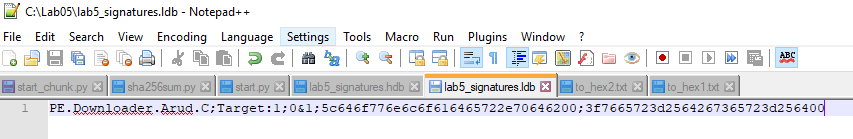 C:\Lab05\lab5_signatures.ldb - Notepad++
File Edit Search View Encoding Language Settings Tools Macro Run Plugins Window ?
start_chunk.py sha256sum.py start.py lab5_signatures.hdb lab5_signatures.ldb to_hex2.txt to_hex1.txt
1 PE.Downloader.Arud.C;Target:1;0&1;5c646f776e6c6f616465722e70646200;3f7665723d2564267365723d256400